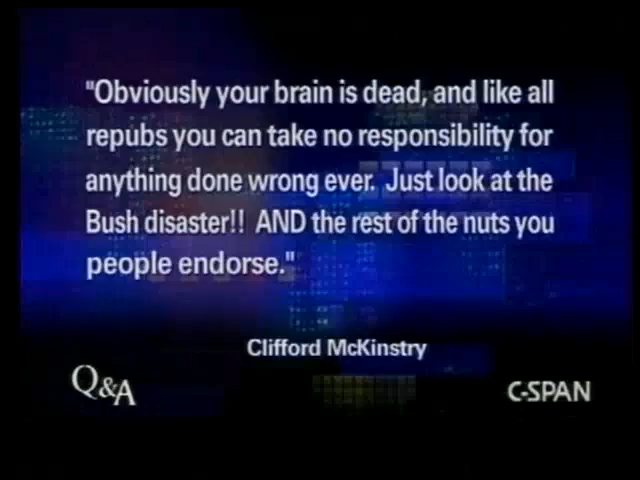 "Obviously your brain is dead, and like all
repubs you can take no responsibility for
anything done wrong ever.  Just look at the
Bush disaster!!  AND the rest of the nuts you
people endorse."
Clifford McKinstry
Q&A
C-SPAN